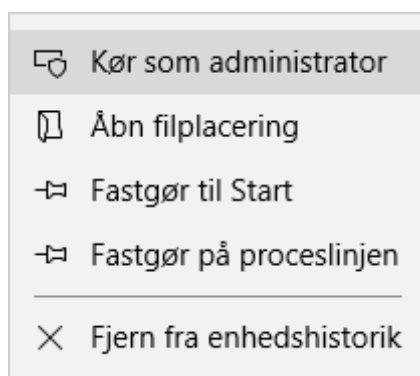 Kør som administrator
Åbn filplacering
Fastgør til Start
Fastgør på proceslinjen
Fjern fra enhedshistorik